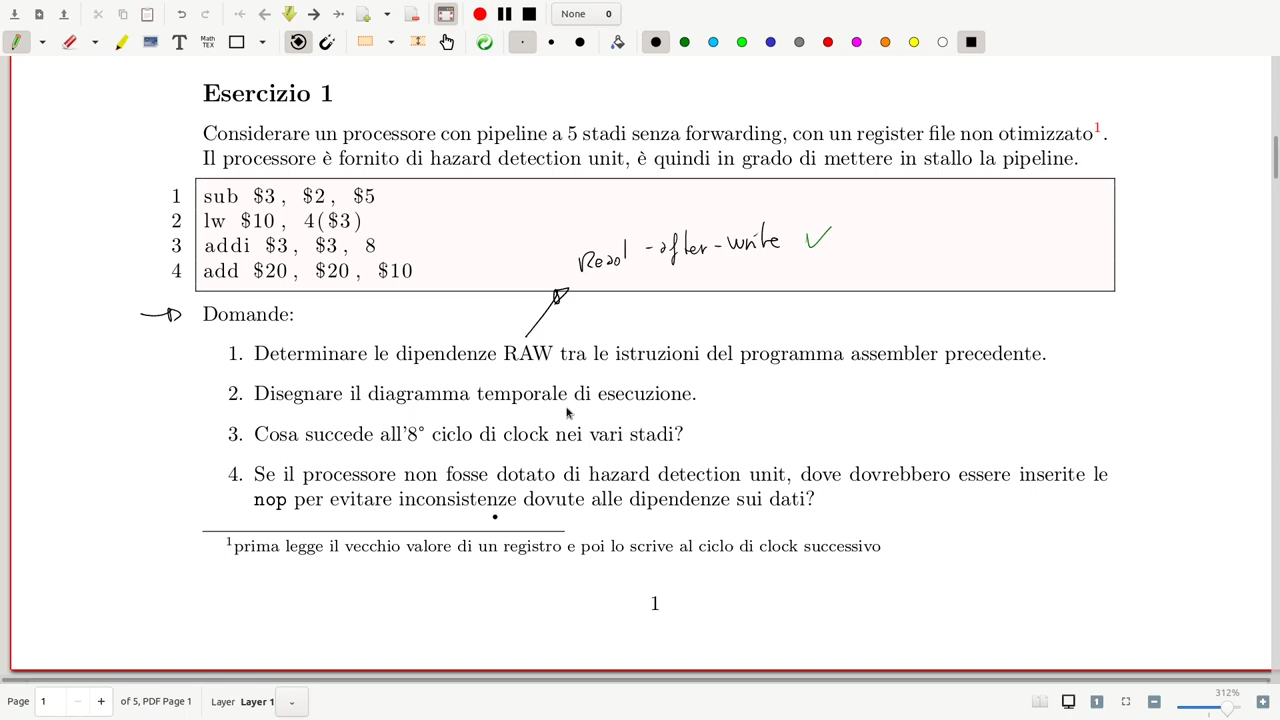 None 0
Math
TEX
T
Esercizio 1
Considerare un processore con pipeline a 5 stadi senza forwarding, con un register file non otimizzato1.
Il processore è fornito di hazard detection unit, è quindi in grado di mettere in stallo la pipeline.
1 sub $3, $2, $5
2 lw $10, 4($3)
3 addi $3, $3, 8
4 add $20, $20, $10
Read -after-write ✓
Domande:
1. Determinare le dipendenze RAW tra le istruzioni del programma assembler precedente.
2. Disegnare il diagramma temporale di esecuzione.
3. Cosa succede all'8° ciclo di clock nei vari stadi?
4. Se il processore non fosse dotato di hazard detection unit, dove dovrebbero essere inserite le
nop per evitare inconsistenze dovute alle dipendenze sui dati?
1prima legge il vecchio valore di un registro e poi lo scrive al ciclo di clock successivo
1
Page 1 of 5, PDF Page 1 Layer Layer 1 1 312%